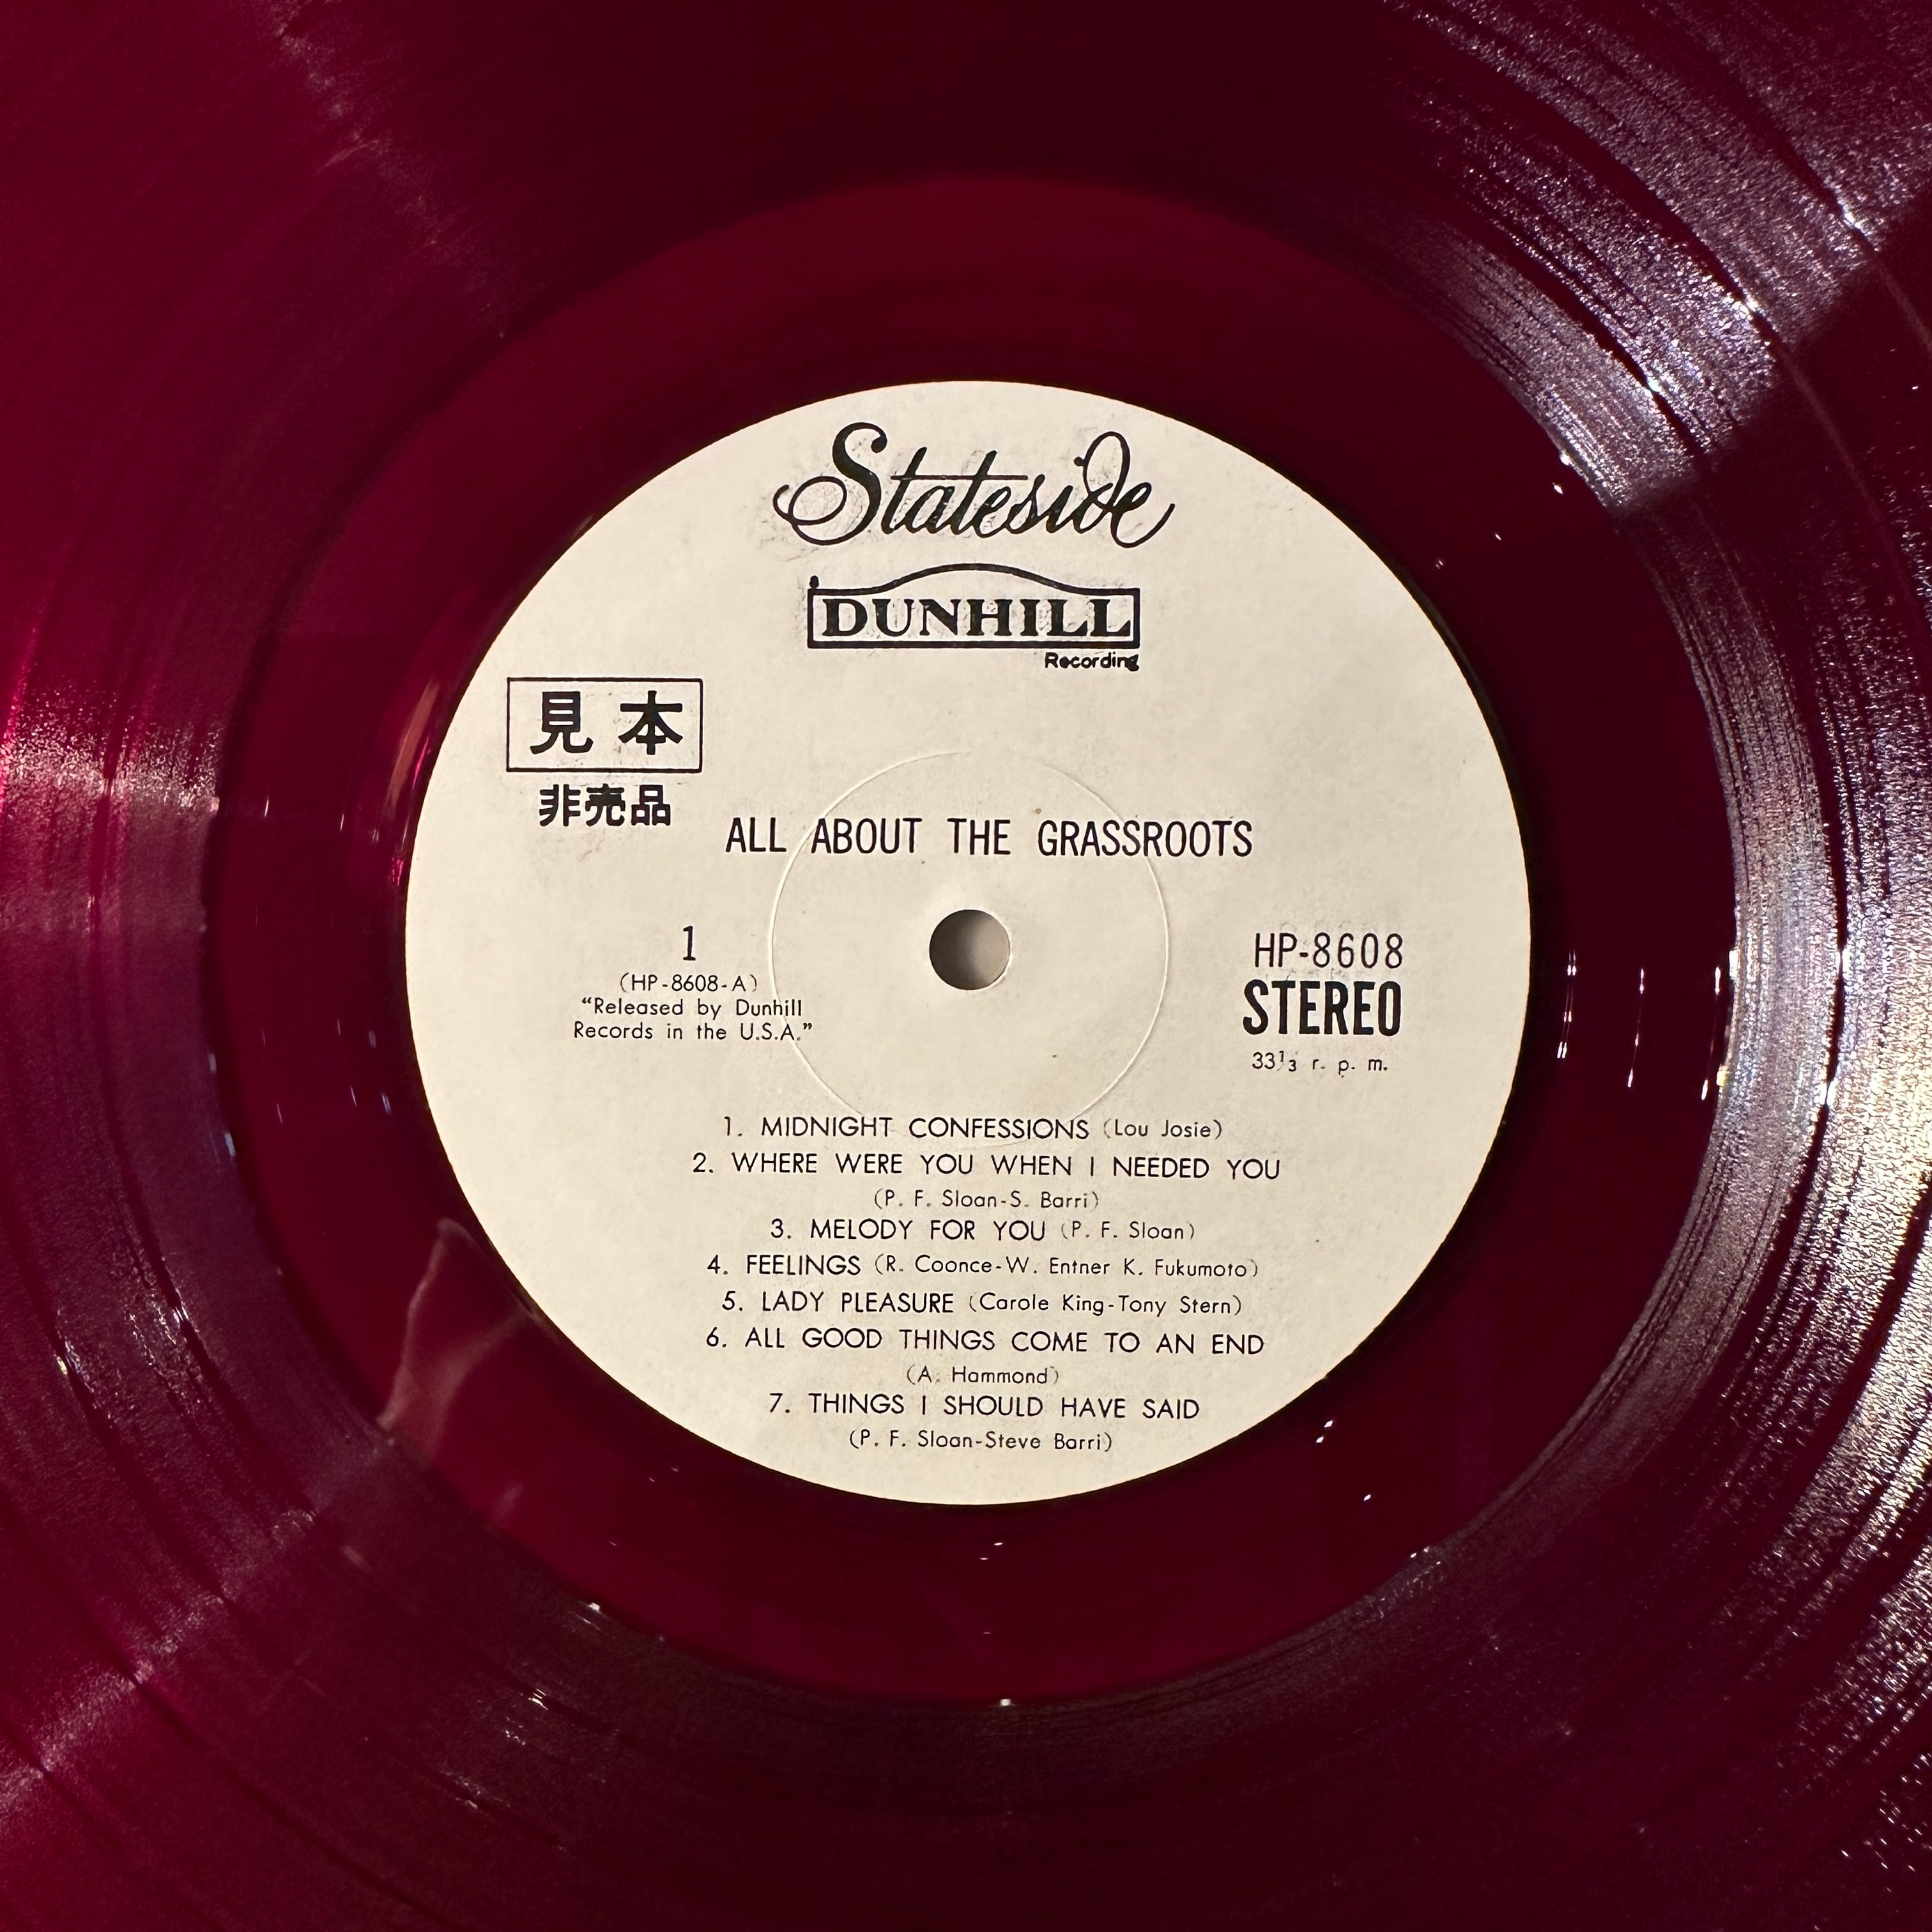 Stateside
DUNHILL
Recording
見本
非売品
ALL ABOUT THE GRASSROOTS
1
(HP-8608-A)
“Released by Dunhill
Records in the U.S.A.”
HP-8608
STEREO
33⅓ r. p. m.
1. MIDNIGHT CONFESSIONS (Lou Josie)
2. WHERE WERE YOU WHEN I NEEDED YOU
(P. F. Sloan-S. Barri)
3. MELODY FOR YOU (P. F. Sloan)
4. FEELINGS (R. Coonce-W. Entner K. Fukumoto)
5. LADY PLEASURE (Carole King-Tony Stern)
6. ALL GOOD THINGS COME TO AN END
(A. Hammond)
7. THINGS I SHOULD HAVE SAID
(P. F. Sloan-Steve Barri)